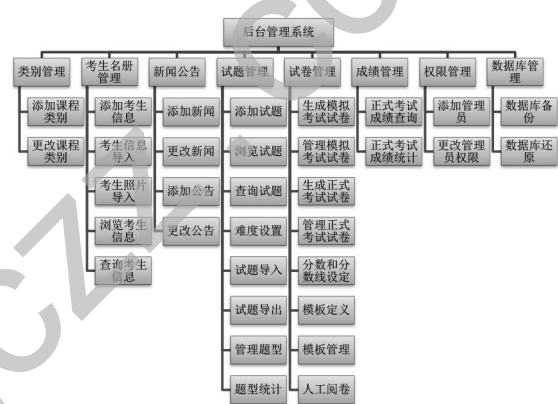 后台管理系统
类别管理
添加课程
类别
更改课程
类别
考生名册
管理
添加考生
信息
考生信息
导入
考生照片
导入
浏览考生
信息
查询考生
信息
新闻公告
添加新闻
更改新闻
添加公告
更改公告
试题管理
添加试题
浏览试题
查询试题
难度设置
试题导入
试题导出
管理题型
题型统计
试卷管理
生成模拟
考试试卷
管理模拟
考试试卷
生成正式
考试试卷
管理正式
考试试卷
分数和分
数线设定
模板定义
模板管理
人工阅卷
成绩管理
正式考试
成绩查询
正式考试
成绩统计
权限管理
添加管理
员
更改管理
员权限
数据库管
理
数据库备
份
数据库还
原